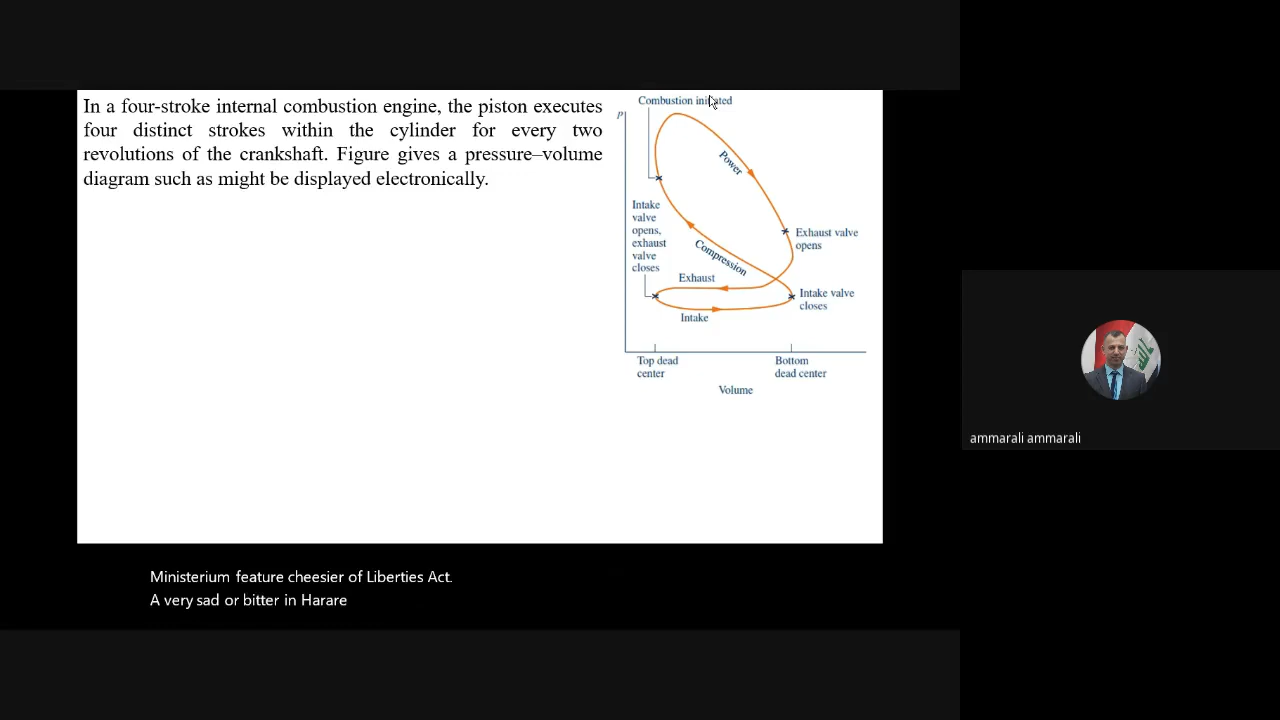 In a four-stroke internal combustion engine, the piston executes
four distinct strokes within the cylinder for every two
revolutions of the crankshaft. Figure gives a pressure–volume
diagram such as might be displayed electronically.
Combustion initiated
p
Power
Intake
valve
opens,
exhaust
valve
closes
Exhaust valve
opens
Compression
Exhaust
Intake valve
closes
Intake
Top dead
center
Bottom
dead center
Volume
ammarali ammarali
Ministerium feature cheesier of Liberties Act.
A very sad or bitter in Harare